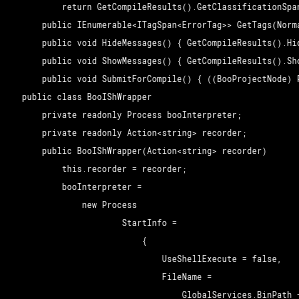 return GetCompileResults().GetClassificationSpan
public IEnumerable<ITagSpan<ErrorTag>> GetTags(Norma
public void HideMessages() { GetCompileResults().Hid
public void ShowMessages() { GetCompileResults().Sho
public void SubmitForCompile() { ((BooProjectNode)
public class BooIShWrapper
private readonly Process booInterpreter;
private readonly Action<string> recorder;
public BooIShWrapper(Action<string> recorder)
this.recorder = recorder;
booInterpreter =
new Process
StartInfo =
{
UseShellExecute = false,
FileName =
GlobalServices.BinPath